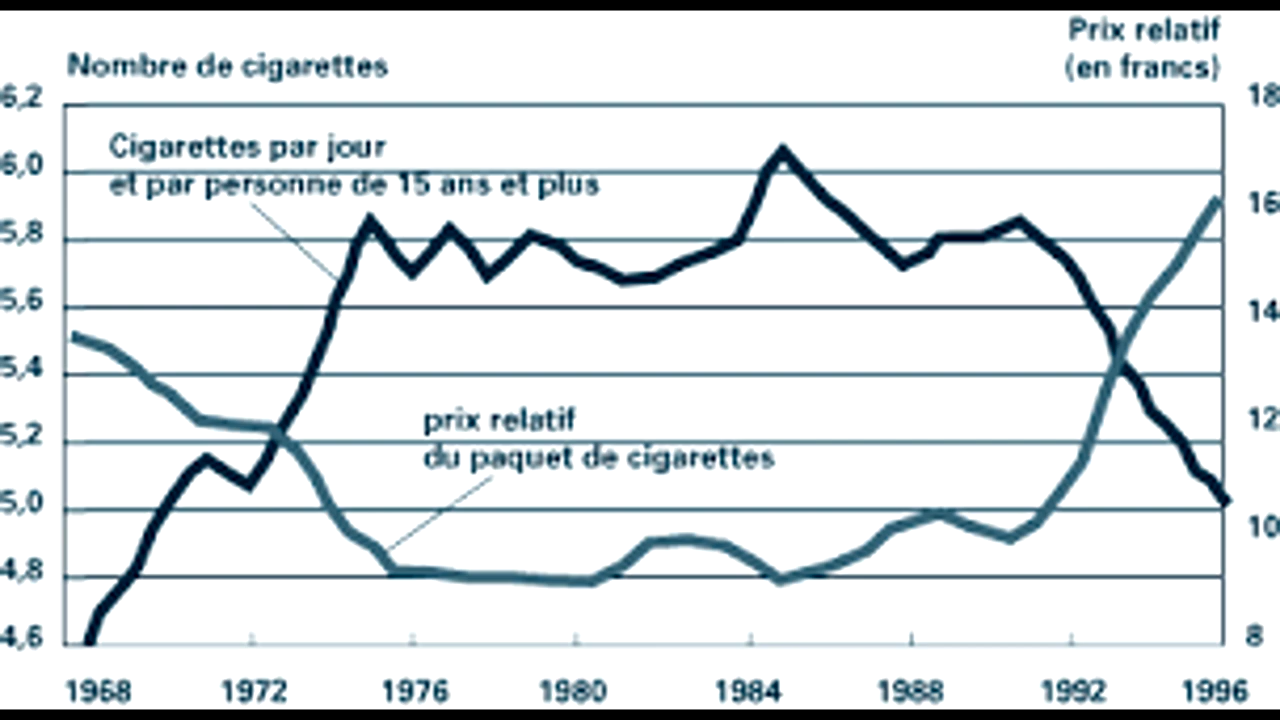 Prix relatif
Nombre de cigarettes
(en francs)
6,2
18
Cigarettes par jour
6,0
et par personne de 15 ans et plus
16
5,8
5,6
14
5,4
prix relatif
12
5,2
du paquet de cigarettes
5,0
10
4,8
4,6
8
1968 1972 1976 1980 1984 1988 1992 1996